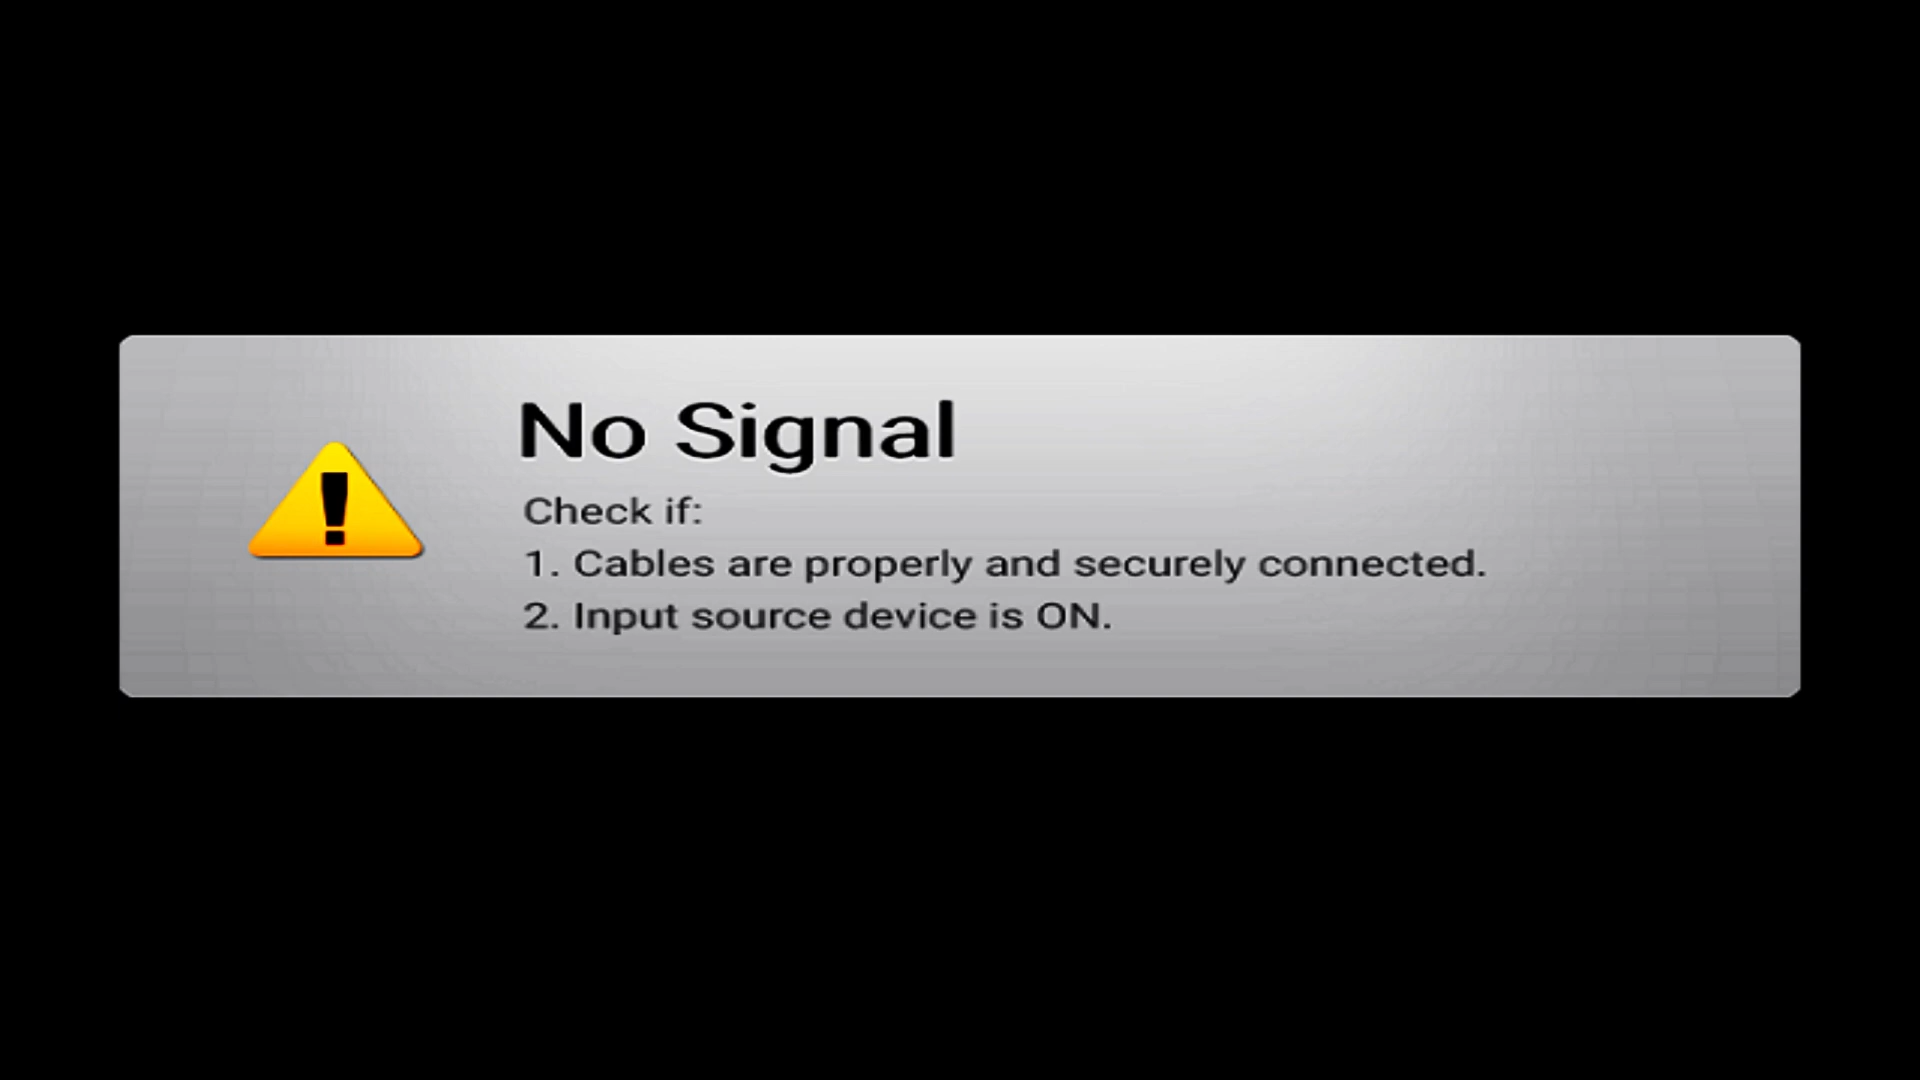 No Signal
Check if:
1. Cables are properly and securely connected.
2. Input source device is ON.